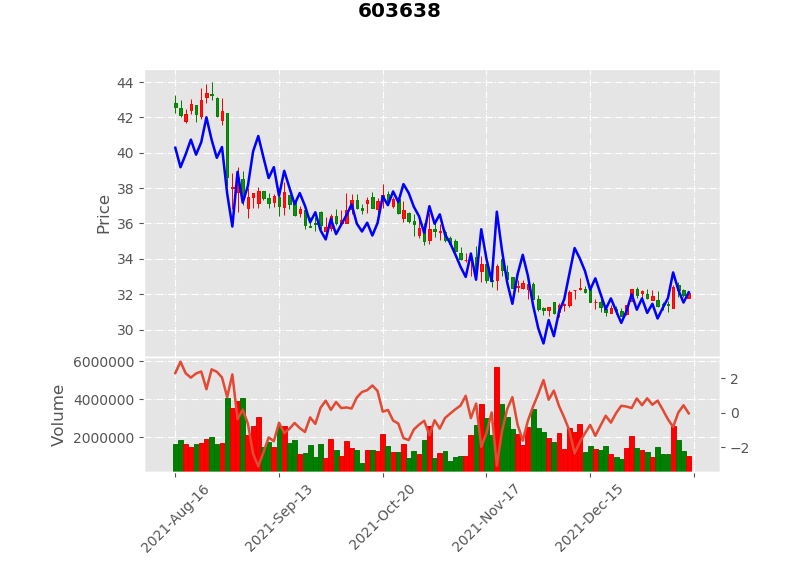 603638
44
42
40
38
36
34
32
30
Price
6000000
4000000
2000000
Volume
2
0
−2
2021-Aug-16
2021-Sep-13
2021-Oct-20
2021-Nov-17
2021-Dec-15